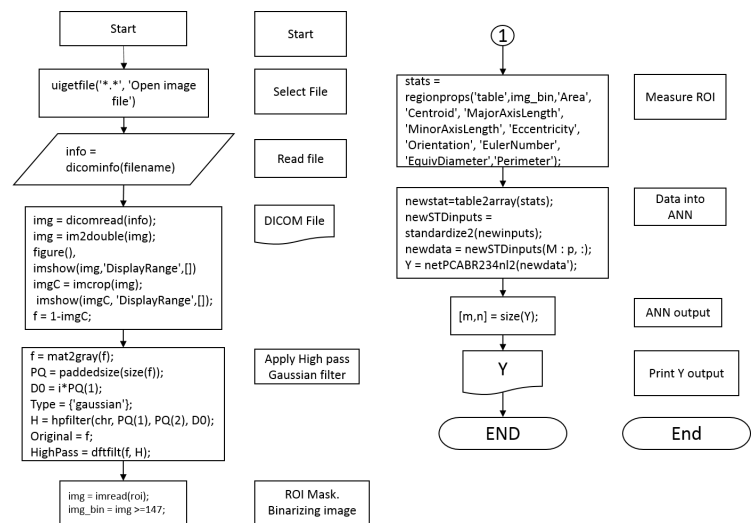 Start
Start
uigetfile('*.*', 'Open image
file')
Select File
info =
dicominfo(filename)
Read file
img = dicomread(info);
img = im2double(img);
figure(),
imshow(img,'DisplayRange',[])
imgC = imcrop(img);
imshow(imgC, 'DisplayRange',[]);
f = 1-imgC;
DICOM File
f = mat2gray(f);
PQ = paddedsize(size(f));
D0 = i*PQ(1);
Type = {'gaussian'};
H = hpfilter(chr, PQ(1), PQ(2), D0);
Original = f;
HighPass = dftfilt(f, H);
Apply High pass
Gaussian filter
img = imread(roi);
img_bin = img >=147;
ROI Mask.
Binarizing image
1
stats =
regionprops('table',img_bin,'Area',
'Centroid', 'MajorAxisLength',
'MinorAxisLength', 'Eccentricity',
'Orientation', 'EulerNumber',
'EquivDiameter','Perimeter');
Measure ROI
newstat=table2array(stats);
newSTDinputs =
standardize2(newinputs);
newdata = newSTDinputs(M : p, :);
Y = netPCABR234nl2(newdata');
Data into
ANN
[m,n] = size(Y);
ANN output
Y
Print Y output
END
End